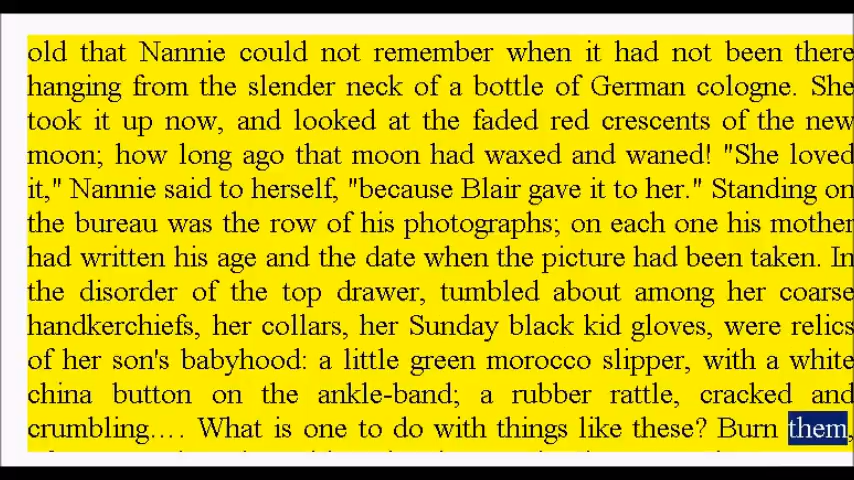 old that Nannie could not remember when it had not been there
hanging from the slender neck of a bottle of German cologne. She
took it up now, and looked at the faded red crescents of the new
moon; how long ago that moon had waxed and waned! "She loved
it," Nannie said to herself, "because Blair gave it to her." Standing on
the bureau was the row of his photographs; on each one his mother
had written his age and the date when the picture had been taken. In
the disorder of the top drawer, tumbled about among her coarse
handkerchiefs, her collars, her Sunday black kid gloves, were relics
of her son's babyhood: a little green morocco slipper, with a white
china button on the ankle-band; a rubber rattle, cracked and
crumbling.... What is one to do with things like these? Burn them,